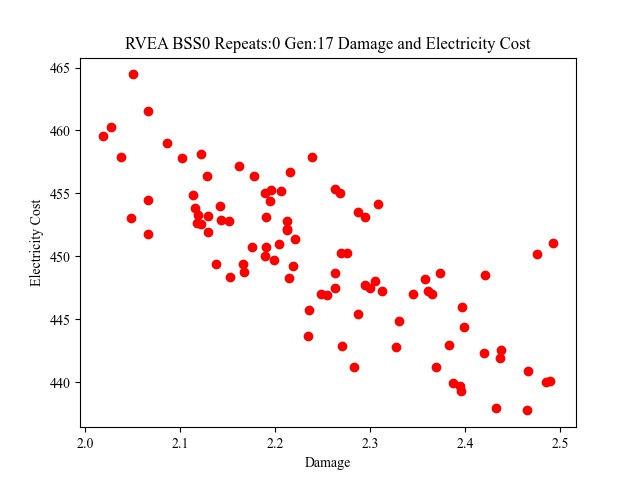 RVEA BSS0 Repeats:0 Gen:17 Damage and Electricity Cost
465
460
455
450
445
440
Electricity Cost
2.0 2.1 2.2 2.3 2.4 2.5
Damage